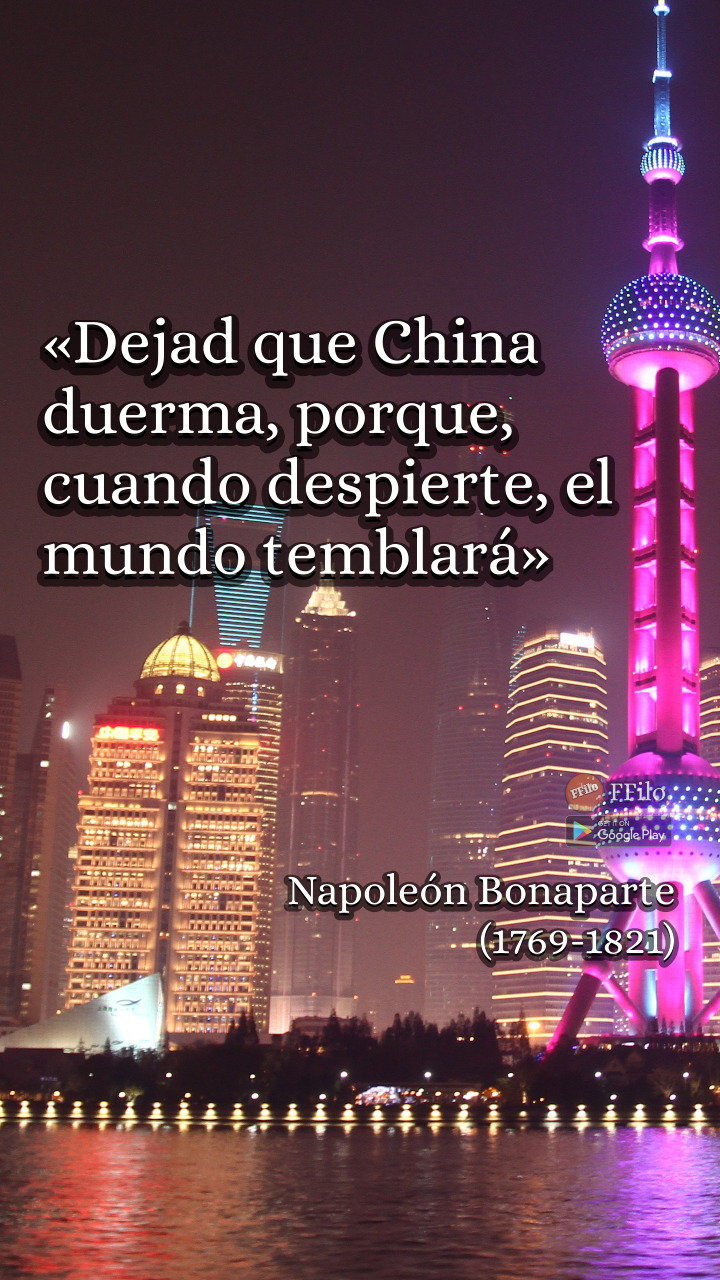 «Dejad que China
duerma, porque,
cuando despierte, el
mundo temblará»
FFilo FFilo
GET IT ON
Google Play
Napoleón Bonaparte
(1769-1821)